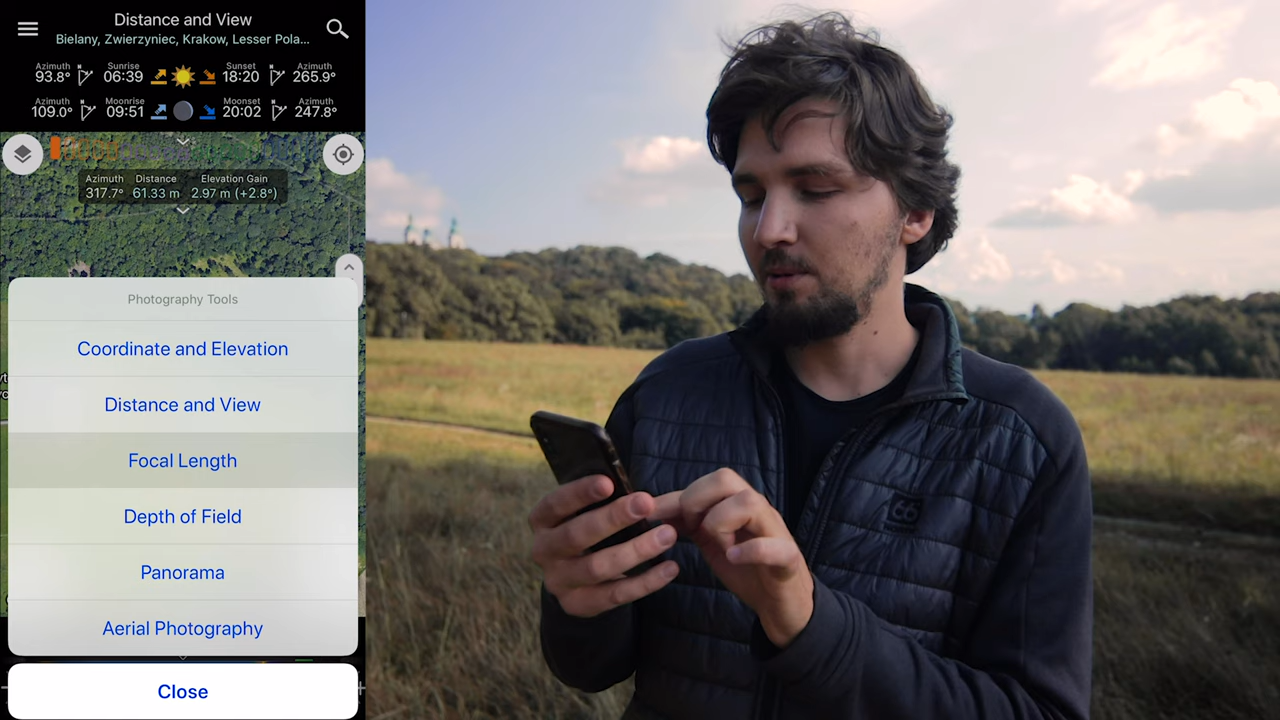 Distance and View
Bielany, Zwierzyniec, Krakow, Lesser Pola...
Azimuth Sunrise Sunset Azimuth
93.8° 06:39 18:20 265.9°
Azimuth Moonrise Moonset Azimuth
109.0° 09:51 20:02 247.8°
Azimuth Distance Elevation Gain
317.7° 61.33 m 2.97 m (+2.8°)
Photography Tools
Coordinate and Elevation
Distance and View
Focal Length
Depth of Field
Panorama
Aerial Photography
Close
66